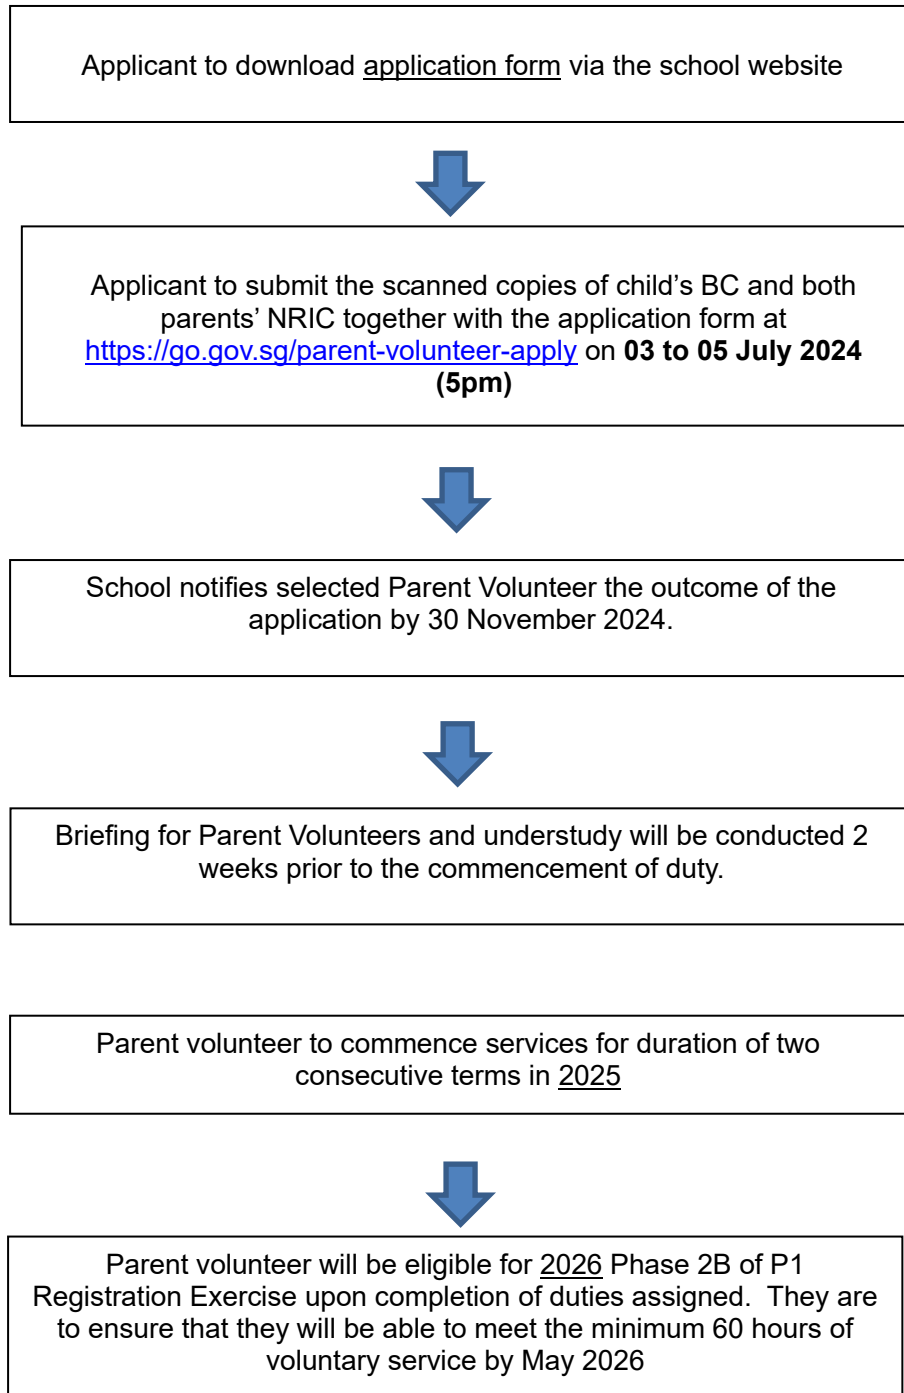 Applicant to download application form via the school website
Applicant to submit the scanned copies of child’s BC and both
parents’ NRIC together with the application form at
https://go.gov.sg/parent-volunteer-apply on 03 to 05 July 2024
(5pm)
School notifies selected Parent Volunteer the outcome of the
application by 30 November 2024.
Briefing for Parent Volunteers and understudy will be conducted 2
weeks prior to the commencement of duty.
Parent volunteer to commence services for duration of two
consecutive terms in 2025
Parent volunteer will be eligible for 2026 Phase 2B of P1
Registration Exercise upon completion of duties assigned.  They are
to ensure that they will be able to meet the minimum 60 hours of
voluntary service by May 2026